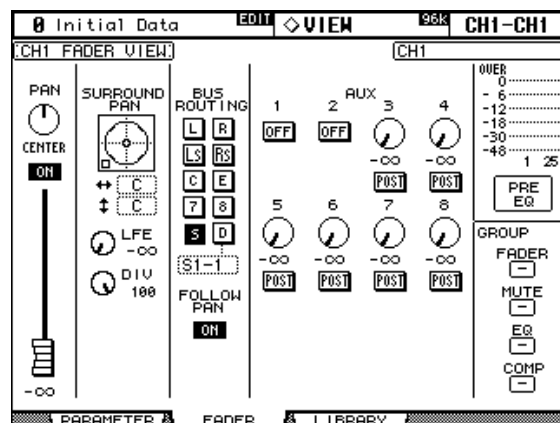 0 Initial Data EDIT ◇VIEW 96k CH1-CH1
CH1 FADER VIEW CH1
PAN
CENTER
ON
-∞
SURROUND
PAN
↔ C
↕ C
LFE
-∞
DIV
100
BUS
ROUTING
L R
LS RS
C E
7 8
S D
S1-1
FOLLOW
PAN
ON
AUX
1 2 3 4
OFF OFF -∞ -∞
POST POST
5 6 7 8
-∞ -∞ -∞ -∞
POST POST POST POST
OVER
0
- 6
-12
-18
-30
-48
1 25
PRE
EQ
GROUP
FADER
-
MUTE
-
EQ
-
COMP
-
PARAMETER FADER LIBRARY